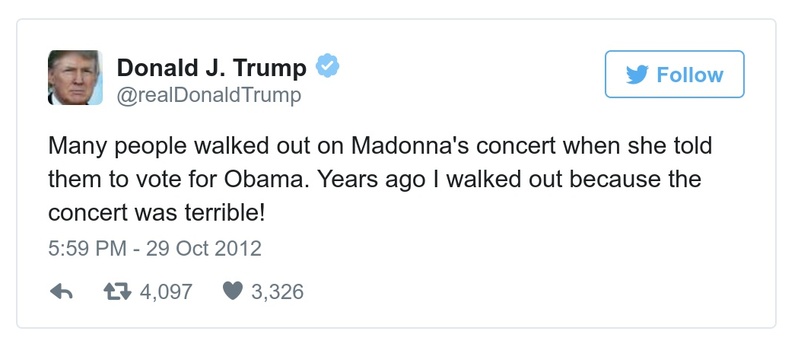 Donald J. Trump
@realDonaldTrump
Follow
Many people walked out on Madonna's concert when she told
them to vote for Obama. Years ago I walked out because the
concert was terrible!
5:59 PM - 29 Oct 2012
4,097 3,326